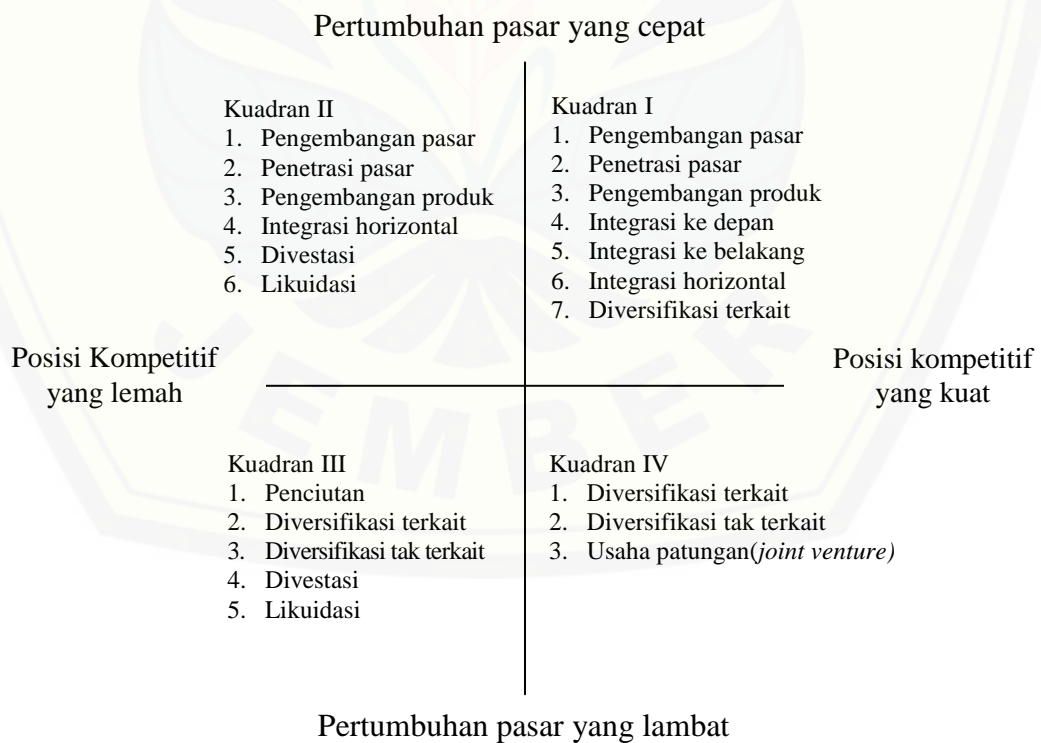 Pertumbuhan pasar yang cepat
Kuadran II
1. Pengembangan pasar
2. Penetrasi pasar
3. Pengembangan produk
4. Integrasi horizontal
5. Divestasi
6. Likuidasi
Kuadran I
1. Pengembangan pasar
2. Penetrasi pasar
3. Pengembangan produk
4. Integrasi ke depan
5. Integrasi ke belakang
6. Integrasi horizontal
7. Diversifikasi terkait
Posisi Kompetitif
yang lemah
Posisi kompetitif
yang kuat
JEMBER
Kuadran III
1. Penciutan
2. Diversifikasi terkait
3. Diversifikasi tak terkait
4. Divestasi
5. Likuidasi
Kuadran IV
1. Diversifikasi terkait
2. Diversifikasi tak terkait
3. Usaha patungan(joint venture)
Pertumbuhan pasar yang lambat